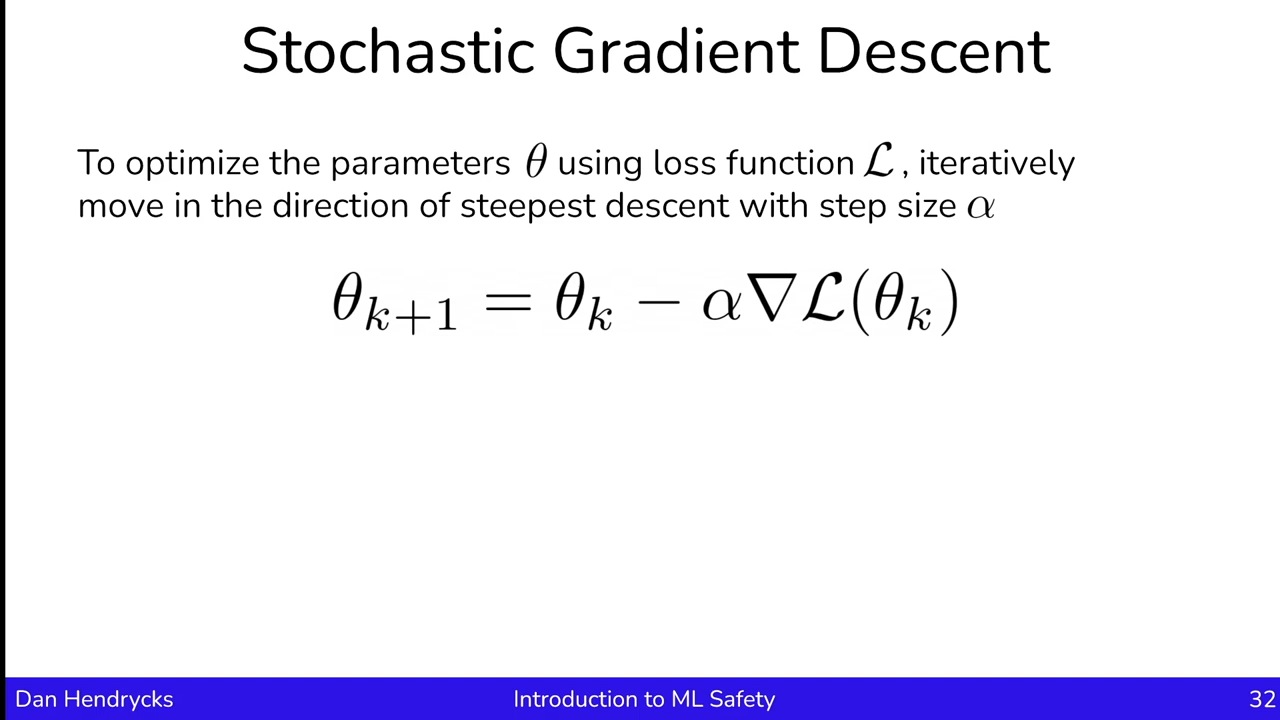 Stochastic Gradient Descent
To optimize the parameters θ using loss function ℒ, iteratively
move in the direction of steepest descent with step size α
θ_{k+1} = θ_k − α∇ℒ(θ_k)
Dan Hendrycks
Introduction to ML Safety
32